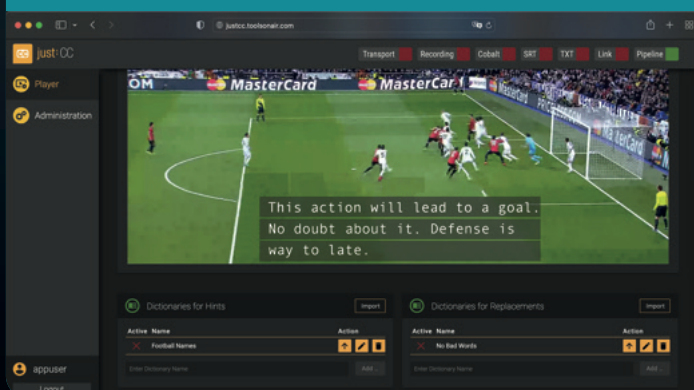 justcc.toolsonair.com
just:CC
Transport
Recording
Cobalt
SRT
TXT
Link
Pipeline
Player
Administration
OM
MasterCard
MasterCar
MasterCard
This action will lead to a goal.
No doubt about it. Defense is
way to late.
Dictionaries for Hints
Import
Active Name
Action
Football Names
Enter Dictionary Name
Add ...
Dictionaries for Replacements
Import
Active Name
Action
No Bad Words
Enter Dictionary Name
Add ...
appuser
Logout